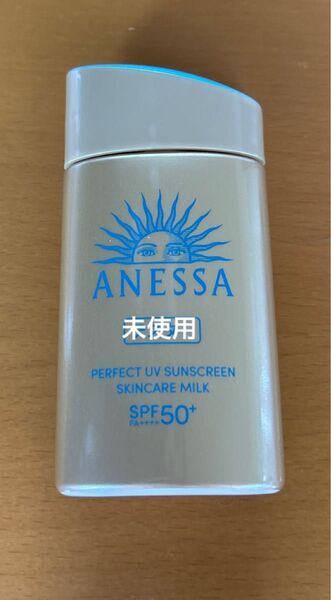 ANESSA
未使用
PERFECT UV SUNSCREEN
SKINCARE MILK
SPF50+
PA++++